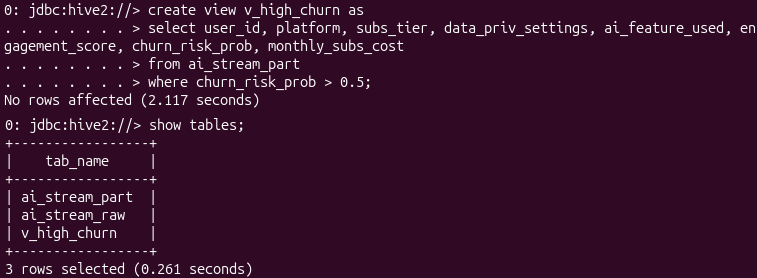 0: jdbc:hive2://> create view v_high_churn as
. . . . . . . . > select user_id, platform, subs_tier, data_priv_settings, ai_feature_used, en
gagement_score, churn_risk_prob, monthly_subs_cost
. . . . . . . . > from ai_stream_part
. . . . . . . . > where churn_risk_prob > 0.5;
No rows affected (2.117 seconds)
0: jdbc:hive2://> show tables;
+-----------------+
|    tab_name     |
+-----------------+
| ai_stream_part  |
| ai_stream_raw   |
| v_high_churn    |
+-----------------+
3 rows selected (0.261 seconds)